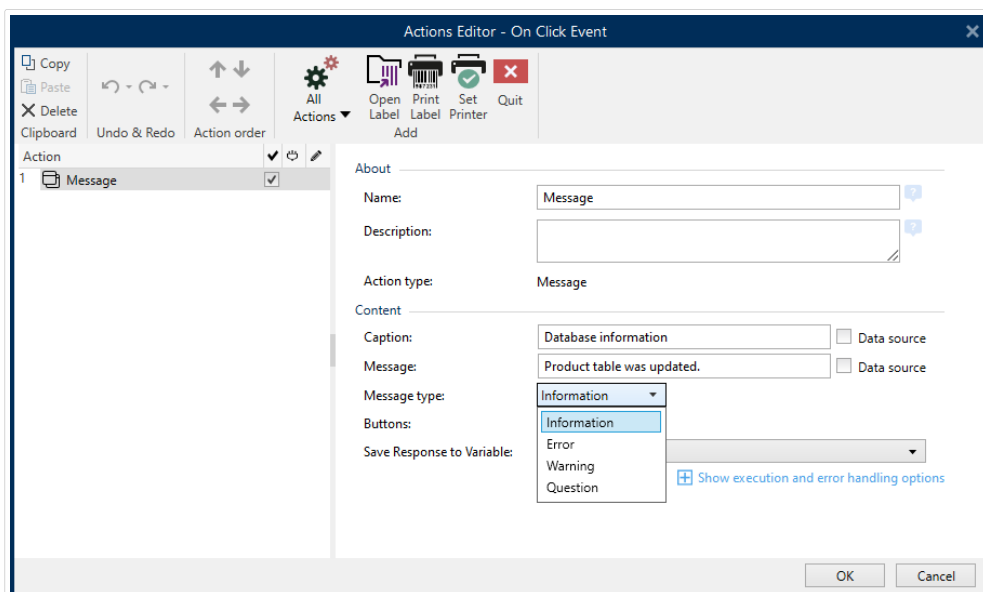 Actions Editor - On Click Event
Copy
Paste
Delete
Clipboard
Undo & Redo
Action order
All
Actions
Open
Label
Print
Label
Set
Printer
Quit
Add
Action
1 Message
About
Name: Message
Description:
Action type: Message
Content
Caption: Database information Data source
Message: Product table was updated. Data source
Message type: Information
Buttons:
Information
Error
Warning
Question
Save Response to Variable:
Show execution and error handling options
OK Cancel